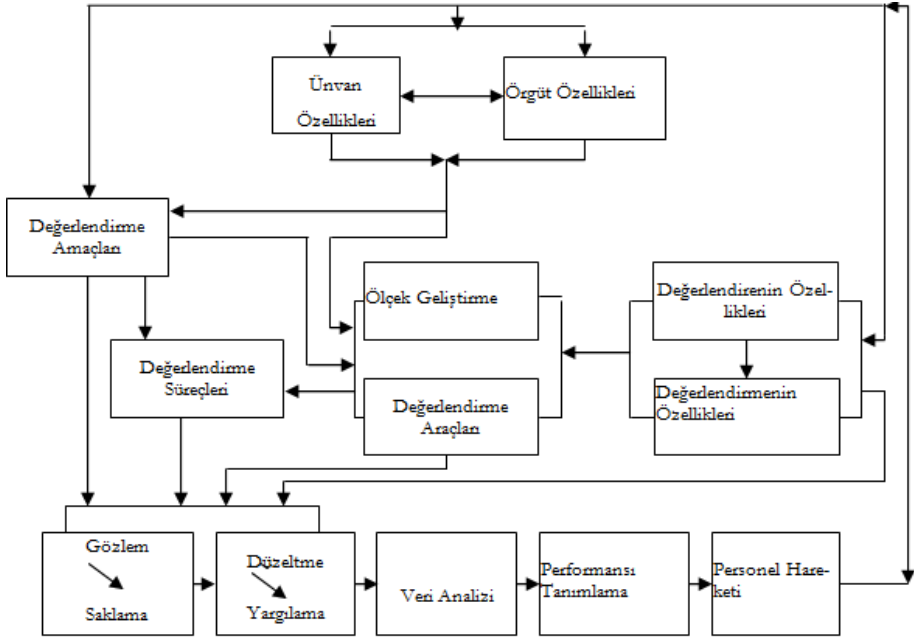 Ünvan
Özellikleri
Örgüt Özellikleri
Değerlendirme
Amaçları
Ölçek Geliştirme
Değerlendirenin Özel-
likleri
Değerlendirme
Süreçleri
Değerlendirme
Araçları
Değerlendirmenin
Özellikleri
Gözlem
Saklama
Düzeltme
Yargılama
Veri Analizi
Performansı
Tanımlama
Personel Hare-
keti